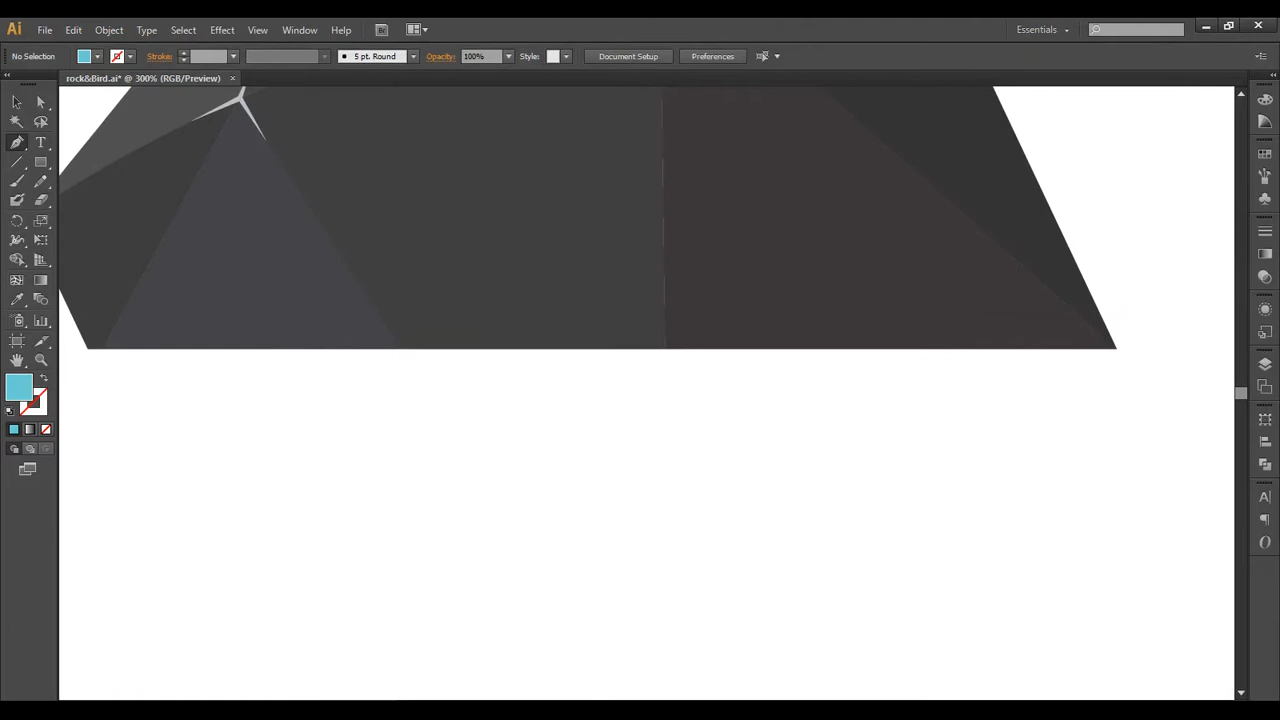 Ai File Edit Object Type Select Effect View Window Help Br Essentials
No Selection Stroke: 5 pt. Round Opacity: 100% Style: Document Setup Preferences
rock&Bird.ai* @ 300% (RGB/Preview)